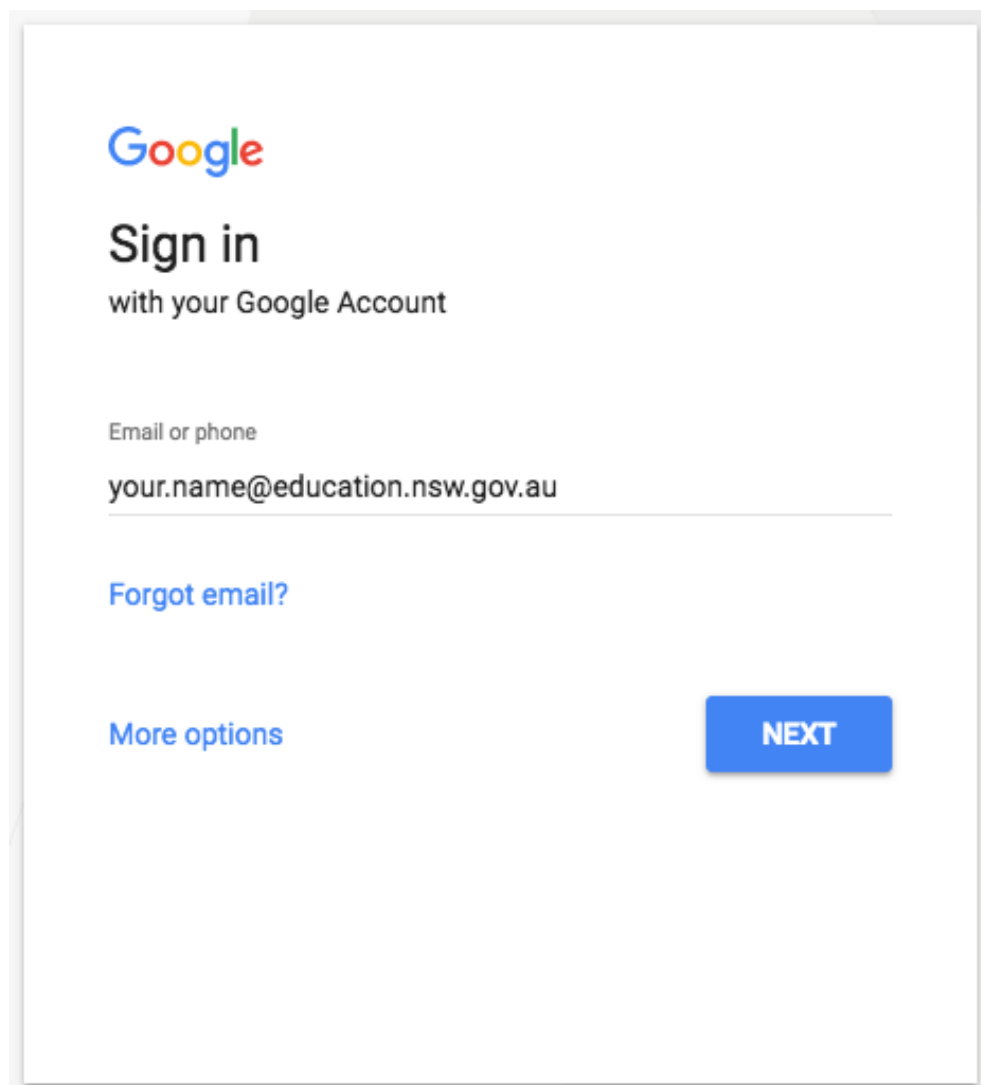 Google
Sign in
with your Google Account
Email or phone
your.name@education.nsw.gov.au
Forgot email?
More options
NEXT